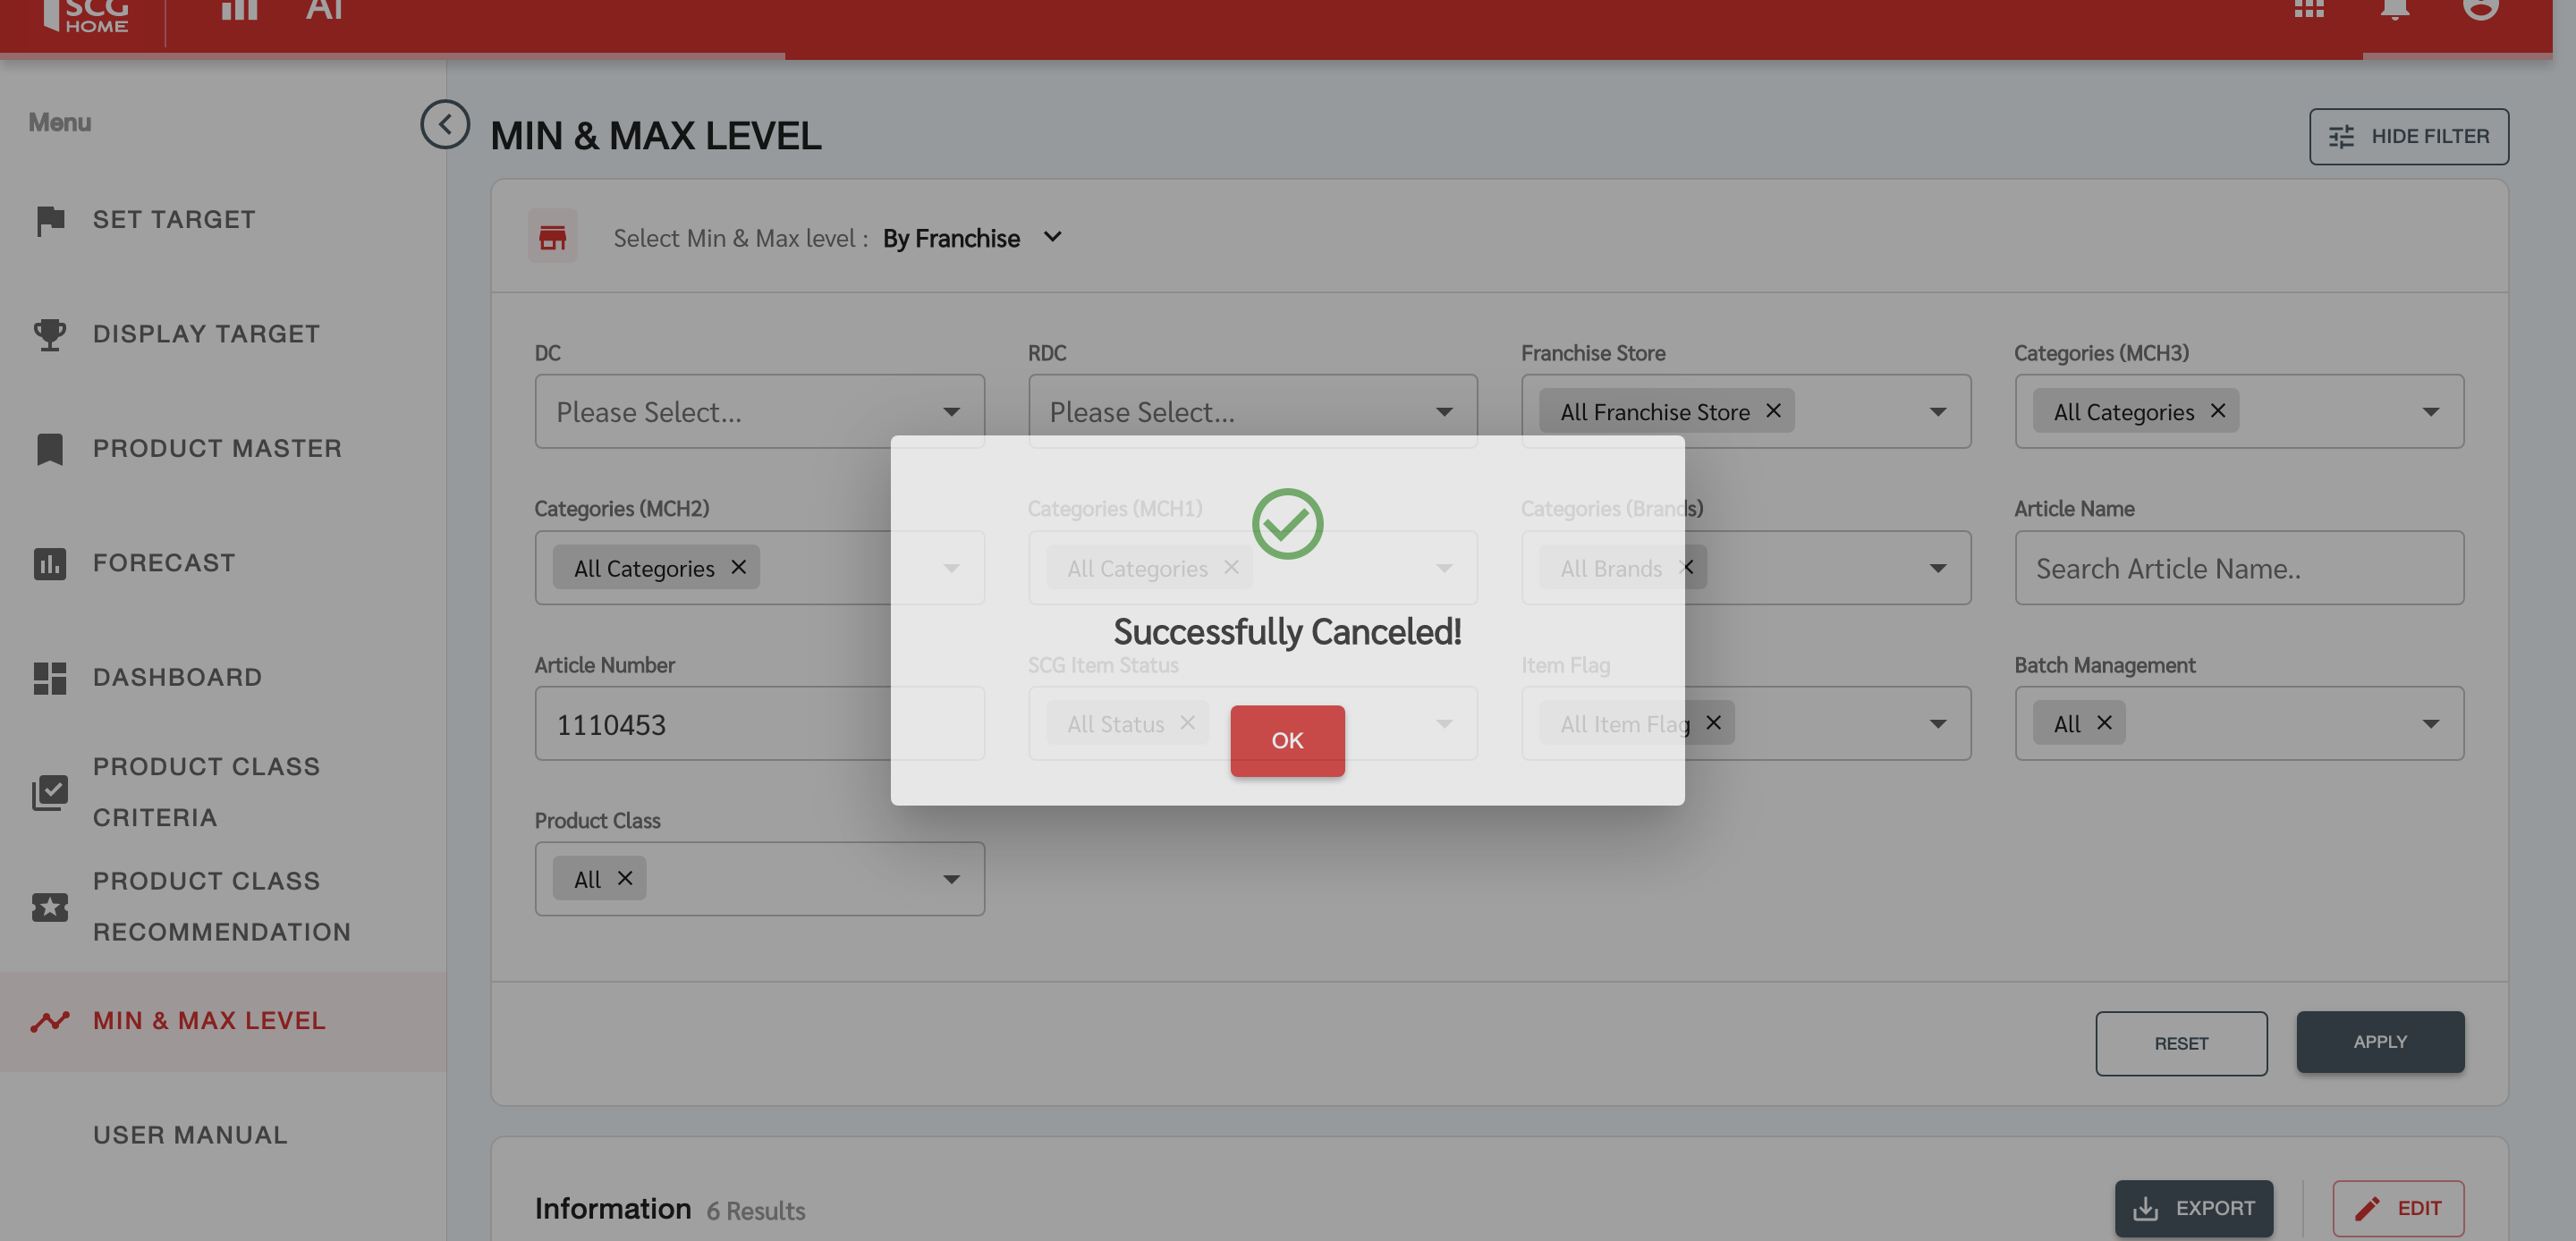 SCG
HOME
AI
Menu
MIN & MAX LEVEL
HIDE FILTER
SET TARGET
Select Min & Max level : By Franchise
DISPLAY TARGET
DC
RDC
Franchise Store
Categories (MCH3)
Please Select...
Please Select...
All Franchise Store
All Categories
PRODUCT MASTER
Categories (MCH2)
Categories (MCH1)
Categories (Brands)
Article Name
FORECAST
All Categories
All Categories
All Brands
Search Article Name..
Successfully Canceled!
DASHBOARD
Article Number
SCG Item Status
Item Flag
Batch Management
1110453
All Status
All Item Flag
All
OK
PRODUCT CLASS
CRITERIA
Product Class
All
PRODUCT CLASS
RECOMMENDATION
MIN & MAX LEVEL
RESET
APPLY
USER MANUAL
Information 6 Results
EXPORT
EDIT